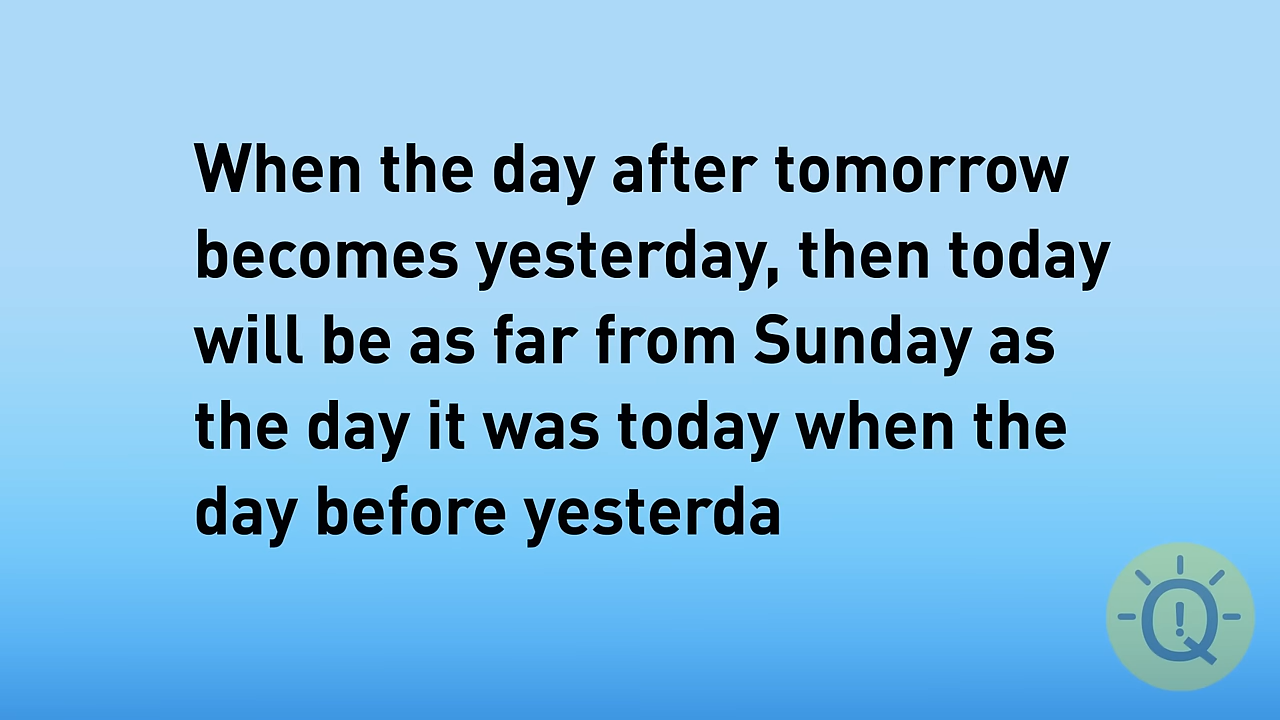 When the day after tomorrow
becomes yesterday, then today
will be as far from Sunday as
the day it was today when the
day before yesterda